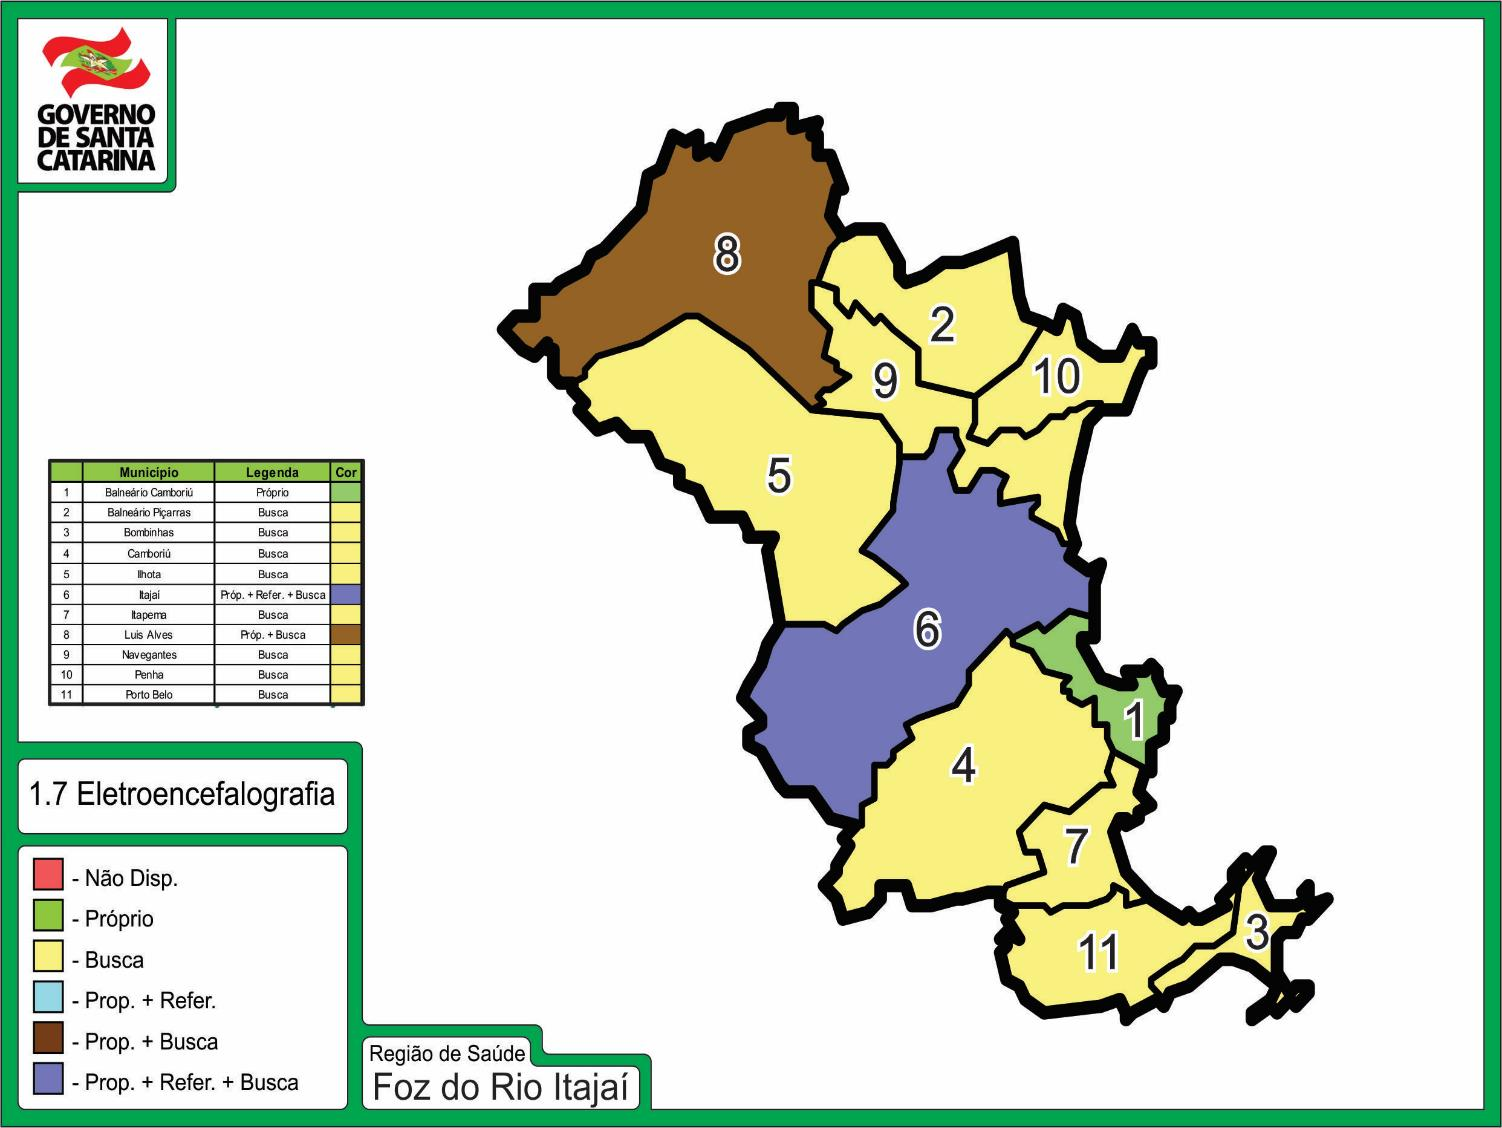 GOVERNO
DE SANTA
CATARINA
8
2
10
9
5
6
1
4
7
3
11
Município Legenda Cor
1 Balneário Camboriú Próprio
2 Balneário Piçarras Busca
3 Bombinhas Busca
4 Camboriú Busca
5 Ilhota Busca
6 Itajaí Próp. + Refer. + Busca
7 Itapema Busca
8 Luis Alves Próp. + Busca
9 Navegantes Busca
10 Penha Busca
11 Porto Belo Busca
1.7 Eletroencefalografia
- Não Disp.
- Próprio
- Busca
- Prop. + Refer.
- Prop. + Busca
- Prop. + Refer. + Busca
Região de Saúde
Foz do Rio Itajaí